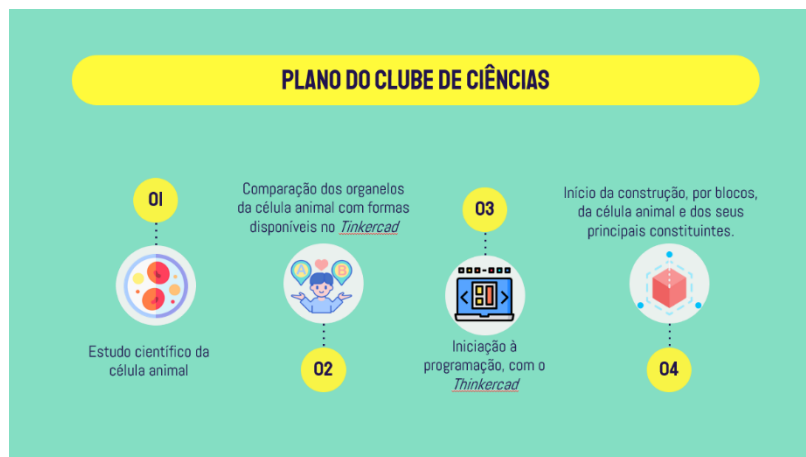 PLANO DO CLUBE DE CIÊNCIAS
01
Estudo científico da
célula animal
Comparação dos organelos
da célula animal com formas
disponíveis no Tinkercad
A
B
02
03
Iniciação à
programação, com o
Thinkercad
Início da construção, por blocos,
da célula animal e dos seus
principais constituintes.
04